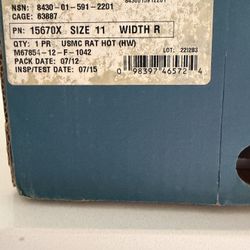 NSN: 8430-01-591-2201
CAGE: 83887
PN: 15670X SIZE 11 WIDTH R
QTY: 1 PR USMC RAT HOT (HW)
M67854-12-F-1042 LOT: 221283
PACK DATE: 07/12
INSP/TEST DATE: 07/15
0 98397 46572 4